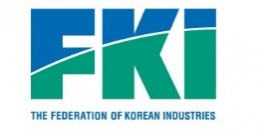 FKI
THE FEDERATION OF KOREAN INDUSTRIES